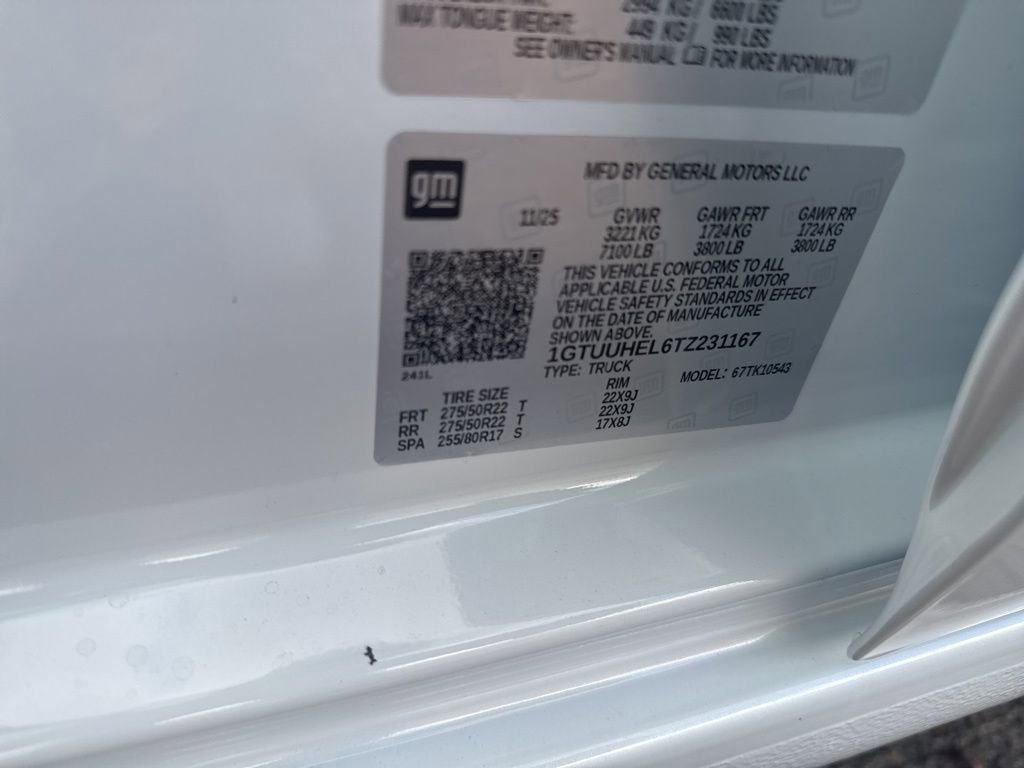 KG / 6600 LBS
MAX TONGUE WEIGHT: 449 KG / 990 LBS
SEE OWNER'S MANUAL FOR MORE INFORMATION
gm
MFD BY GENERAL MOTORS LLC
11/25 GVWR GAWR FRT GAWR RR
3221 KG 1724 KG 1724 KG
7100 LB 3800 LB 3800 LB
THIS VEHICLE CONFORMS TO ALL
APPLICABLE U.S. FEDERAL MOTOR
VEHICLE SAFETY STANDARDS IN EFFECT
ON THE DATE OF MANUFACTURE
SHOWN ABOVE.
1GTUUHEL6TZ231167
TYPE: TRUCK MODEL: 67TK10543
241L
TIRE SIZE RIM
FRT 275/50R22 T 22X9J
RR 275/50R22 T 22X9J
SPA 255/80R17 S 17X8J